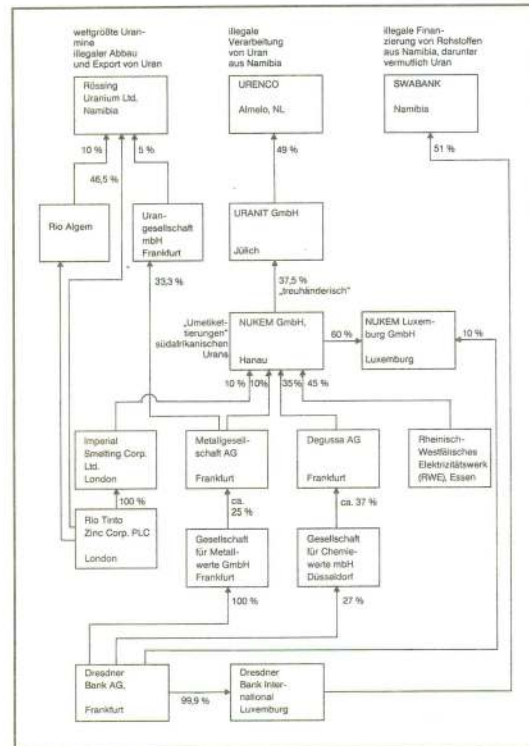 weltgrößte Uran-
mine
illegaler Abbau
und Export von Uran
illegale
Verarbeitung
von Uran
aus Namibia
illegale Finan-
zierung von Rohstoffen
aus Namibia, darunter
vermutlich Uran
Rössing
Uranium Ltd.
Namibia
URENCO
Almelo, NL
SWABANK
Namibia
10 %
5 %
46,5 %
49 %
51 %
Rio Algem
Uran-
gesellschaft
mbH
Frankfurt
URANIT GmbH
Jülich
33,3 %
37,5 %
„treuhänderisch"
„Umetiket-
tierungen"
südafrikanischen
Urans
NUKEM GmbH,
Hanau
60 %
NUKEM Luxem-
burg GmbH
Luxemburg
10 %
10 %
10%
35%
45 %
Imperial
Smelting Corp.
Ltd.
London
Metallgesell-
schaft AG
Frankfurt
Degussa AG
Frankfurt
Rheinisch-
Westfälisches
Elektrizitätswerk
(RWE), Essen
100 %
ca.
25 %
ca. 37 %
Rio Tinto
Zinc Corp. PLC
London
Gesellschaft
für Metall-
werte GmbH
Frankfurt
Gesellschaft
für Chemie-
werte mbH
Düsseldorf
100 %
27 %
Dresdner
Bank AG,
Frankfurt
99,9 %
Dresdner
Bank Inter-
national
Luxemburg